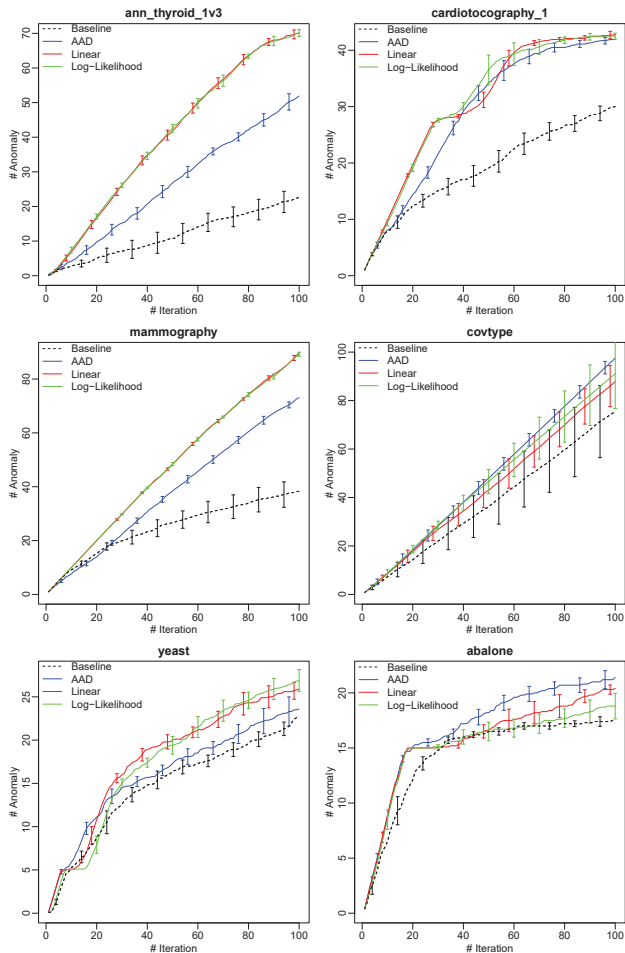 ann_thyroid_1v3
Baseline
AAD
Linear
Log−Likelihood
# Anomaly
0 10 20 30 40 50 60 70
0 20 40 60 80 100
# Iteration
cardiotocography_1
Baseline
AAD
Linear
Log−Likelihood
# Anomaly
0 10 20 30 40
0 20 40 60 80 100
# Iteration
mammography
Baseline
AAD
Linear
Log−Likelihood
# Anomaly
0 20 40 60 80
0 20 40 60 80 100
# Iteration
covtype
Baseline
AAD
Linear
Log−Likelihood
# Anomaly
0 20 40 60 80 100
0 20 40 60 80 100
# Iteration
yeast
Baseline
AAD
Linear
Log−Likelihood
# Anomaly
0 5 10 15 20 25
0 20 40 60 80 100
# Iteration
abalone
Baseline
AAD
Linear
Log−Likelihood
# Anomaly
0 5 10 15 20
0 20 40 60 80 100
# Iteration